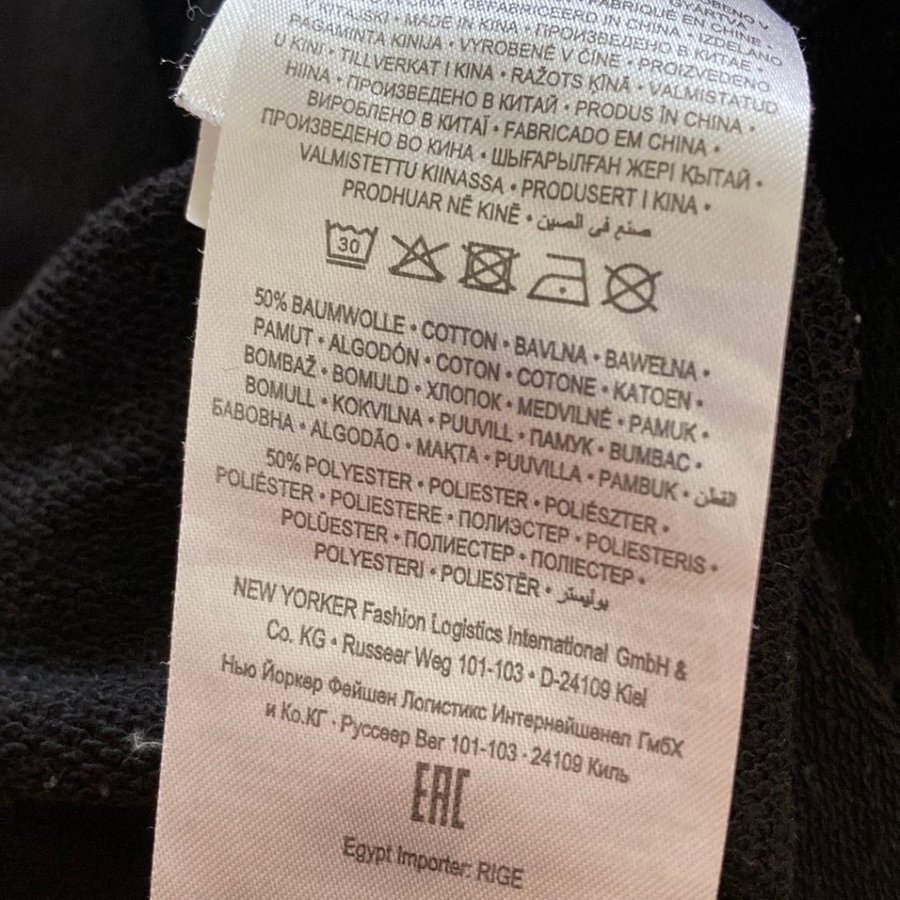 FABRIQUÉ EN CHINE •
GEFABRICEERD IN CHINA • IZDELANO
V KITAJSKI • MADE IN KINA • ПРОИЗВЕДЕНО В КИТАЕ •
PAGAMINTA KINIJA • VYROBENÉ V ČÍNE • PROIZVEDENO
U KINI • TILLVERKAT I KINA • RAŽOTS ĶĪNĀ • VALMISTATUD
HIINA • ПРОИЗВЕДЕНО В КИТАЙ • PRODUS ÎN CHINA •
ВИРОБЛЕНО В КИТАЇ • FABRICADO EM CHINA •
ПРОИЗВЕДЕНО ВО КИНА • ШЫҒАРЫЛҒАН ЖЕРІ ҚЫТАЙ •
VALMISTETTU KIINASSA • PRODUSERT I KINA •
PRODHUAR NË KINË • صنع في الصين
30
50% BAUMWOLLE • COTTON • BAVLNA • BAWEŁNA •
PAMUT • ALGODÓN • COTON • COTONE • KATOEN •
BOMBAŽ • BOMULD • ХЛОПОК • MEDVILNĖ • PAMUK •
BOMULL • KOKVILNA • PUUVILL • ПАМУК • BUMBAC •
БАВОВНА • ALGODÃO • МАҚТА • PUUVILLA • PAMBUK • القطن
50% POLYESTER • POLIESTER • POLIÉSZTER •
POLIÉSTER • POLIESTERE • ПОЛИЭСТЕР • POLIESTERIS •
POLÜESTER • ПОЛИЕСТЕР • ПОЛІЕСТЕР •
POLYESTERI • POLIESTËR • بوليستر
NEW YORKER Fashion Logistics International GmbH &
Co. KG • Russeer Weg 101-103 • D-24109 Kiel
Нью Йоркер Фейшен Логистикс Интернейшенел ГмбХ
и Ко.КГ · Руссеер Вег 101-103 · 24109 Киль
EAC
Egypt Importer: RIGE